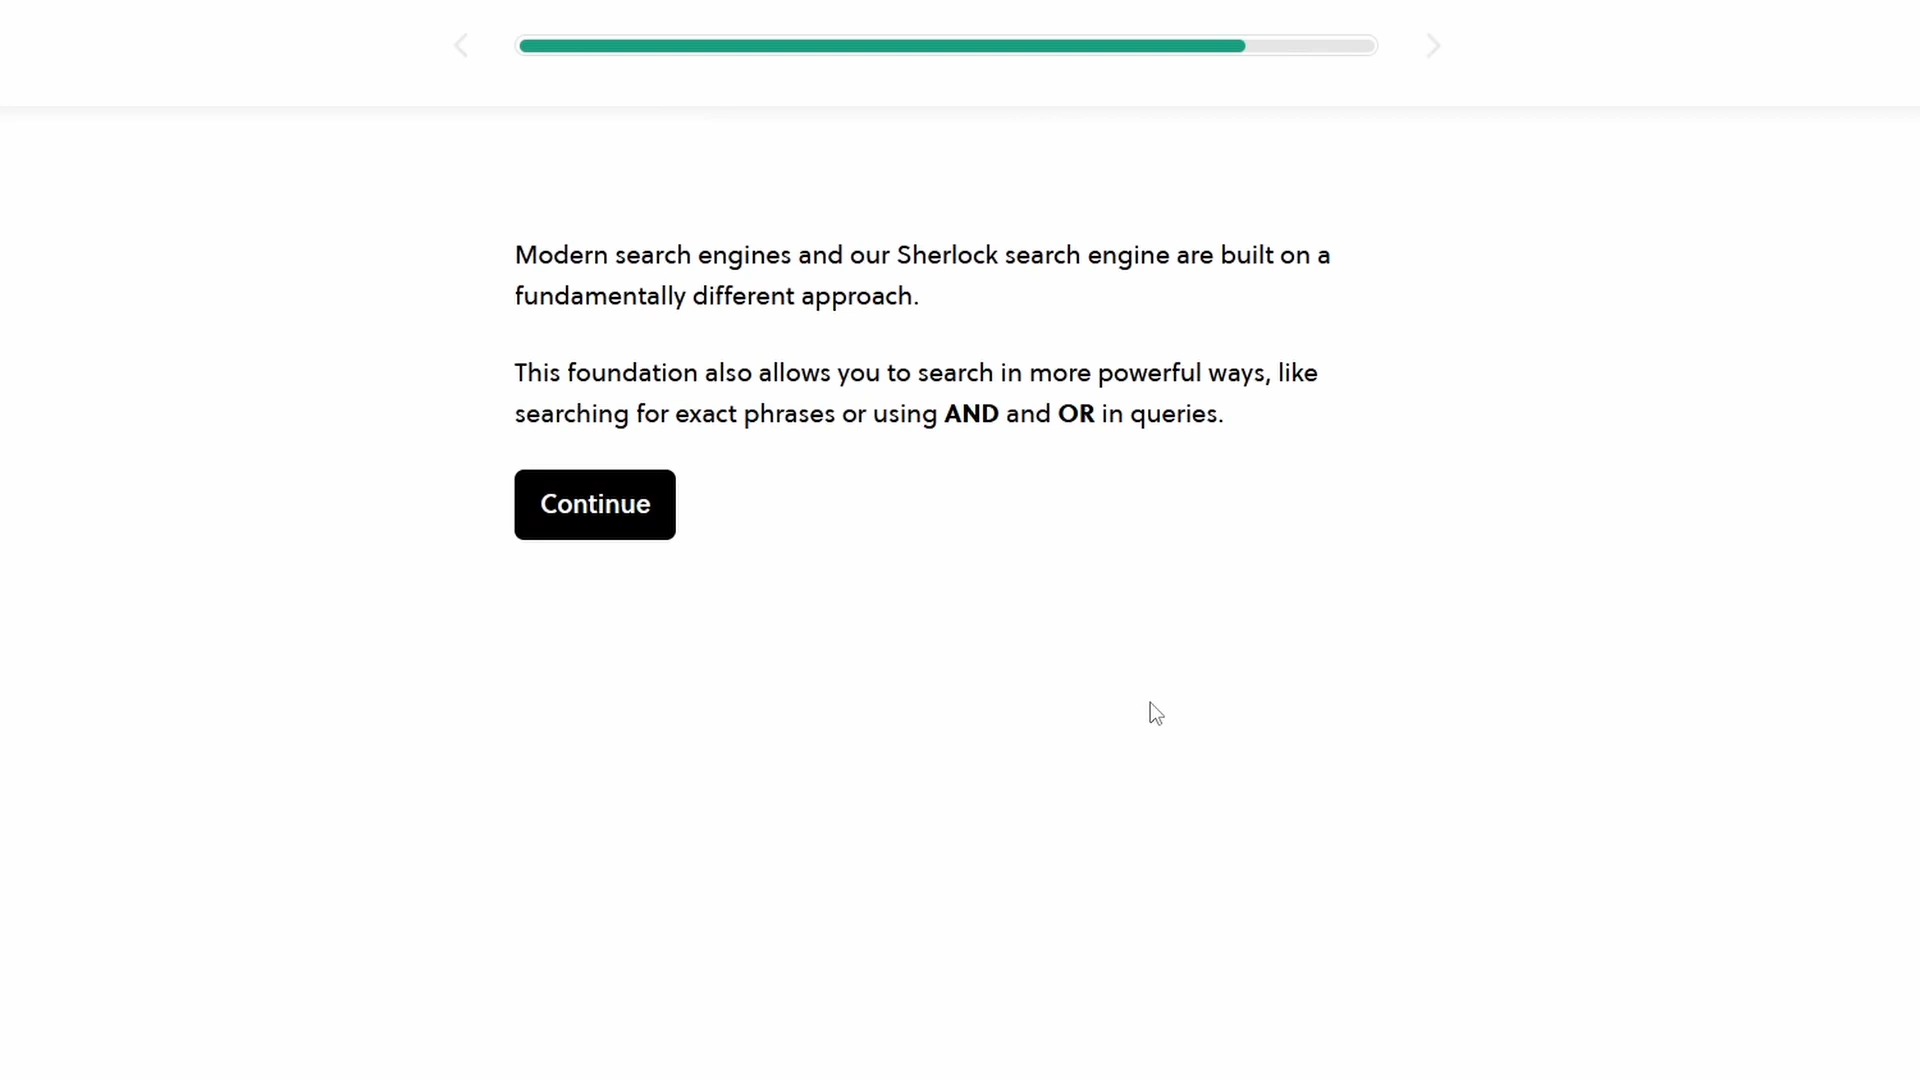 Modern search engines and our Sherlock search engine are built on a
fundamentally different approach.
This foundation also allows you to search in more powerful ways, like
searching for exact phrases or using AND and OR in queries.
Continue